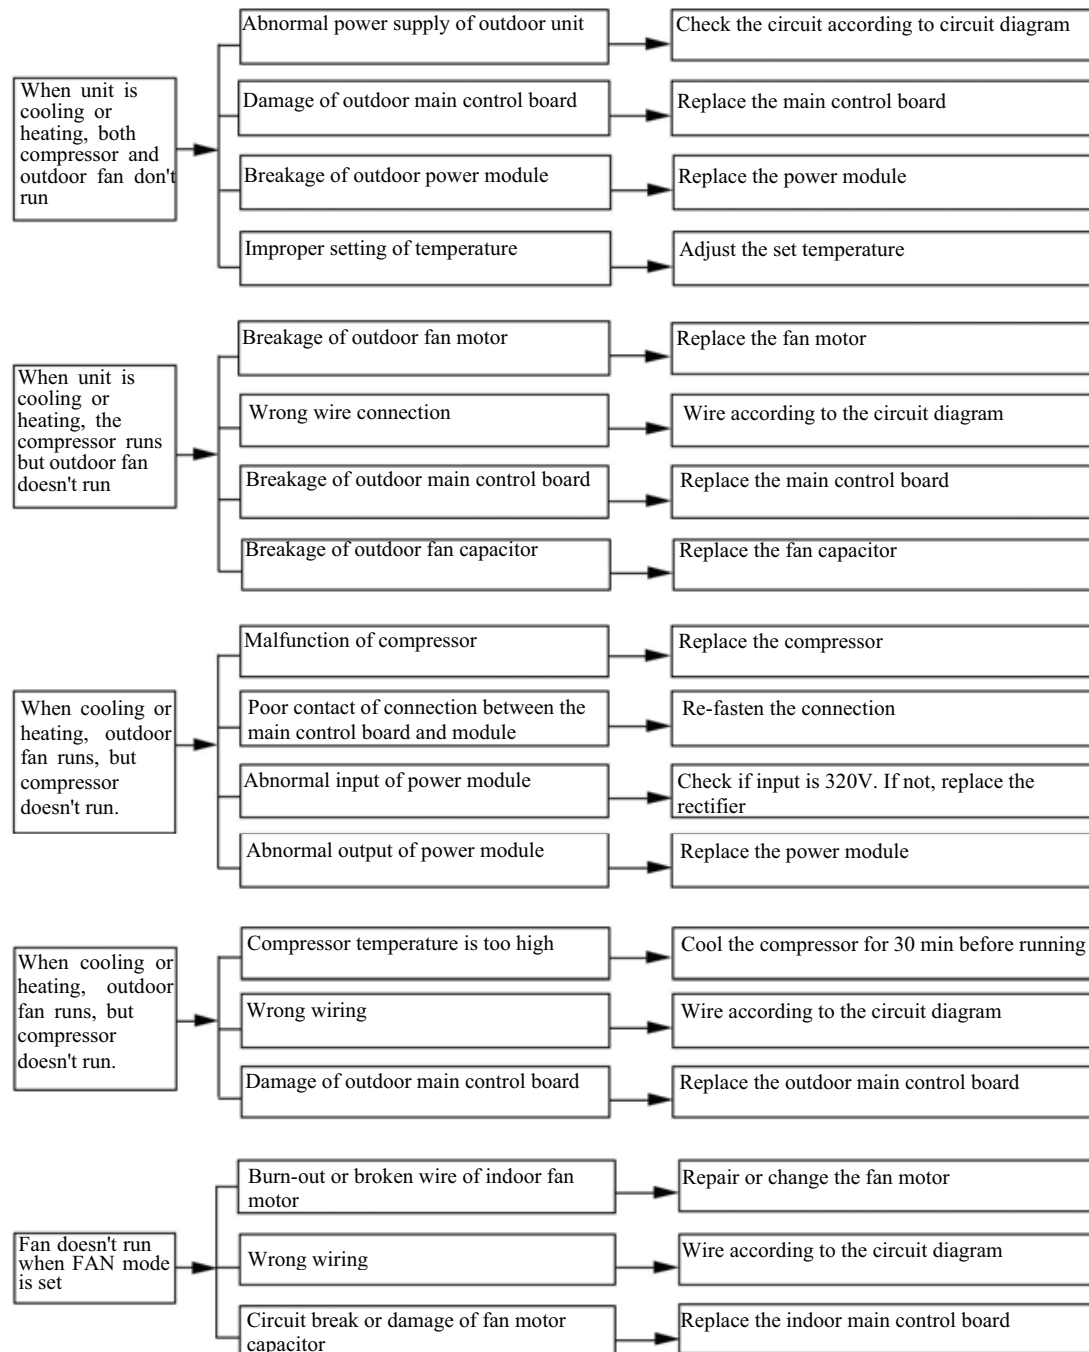 When unit is
cooling or
heating, both
compressor and
outdoor fan don't
run
Abnormal power supply of outdoor unit
Check the circuit according to circuit diagram
Damage of outdoor main control board
Replace the main control board
Breakage of outdoor power module
Replace the power module
Improper setting of temperature
Adjust the set temperature
When unit is
cooling or
heating, the
compressor runs
but outdoor fan
doesn't run
Breakage of outdoor fan motor
Replace the fan motor
Wrong wire connection
Wire according to the circuit diagram
Breakage of outdoor main control board
Replace the main control board
Breakage of outdoor fan capacitor
Replace the fan capacitor
When cooling or
heating, outdoor
fan runs, but
compressor
doesn't run.
Malfunction of compressor
Replace the compressor
Poor contact of connection between the
main control board and module
Re-fasten the connection
Abnormal input of power module
Check if input is 320V. If not, replace the
rectifier
Abnormal output of power module
Replace the power module
When cooling or
heating, outdoor
fan runs, but
compressor
doesn't run.
Compressor temperature is too high
Cool the compressor for 30 min before running
Wrong wiring
Wire according to the circuit diagram
Damage of outdoor main control board
Replace the outdoor main control board
Fan doesn't run
when FAN mode
is set
Burn-out or broken wire of indoor fan
motor
Repair or change the fan motor
Wrong wiring
Wire according to the circuit diagram
Circuit break or damage of fan motor
capacitor
Replace the indoor main control board